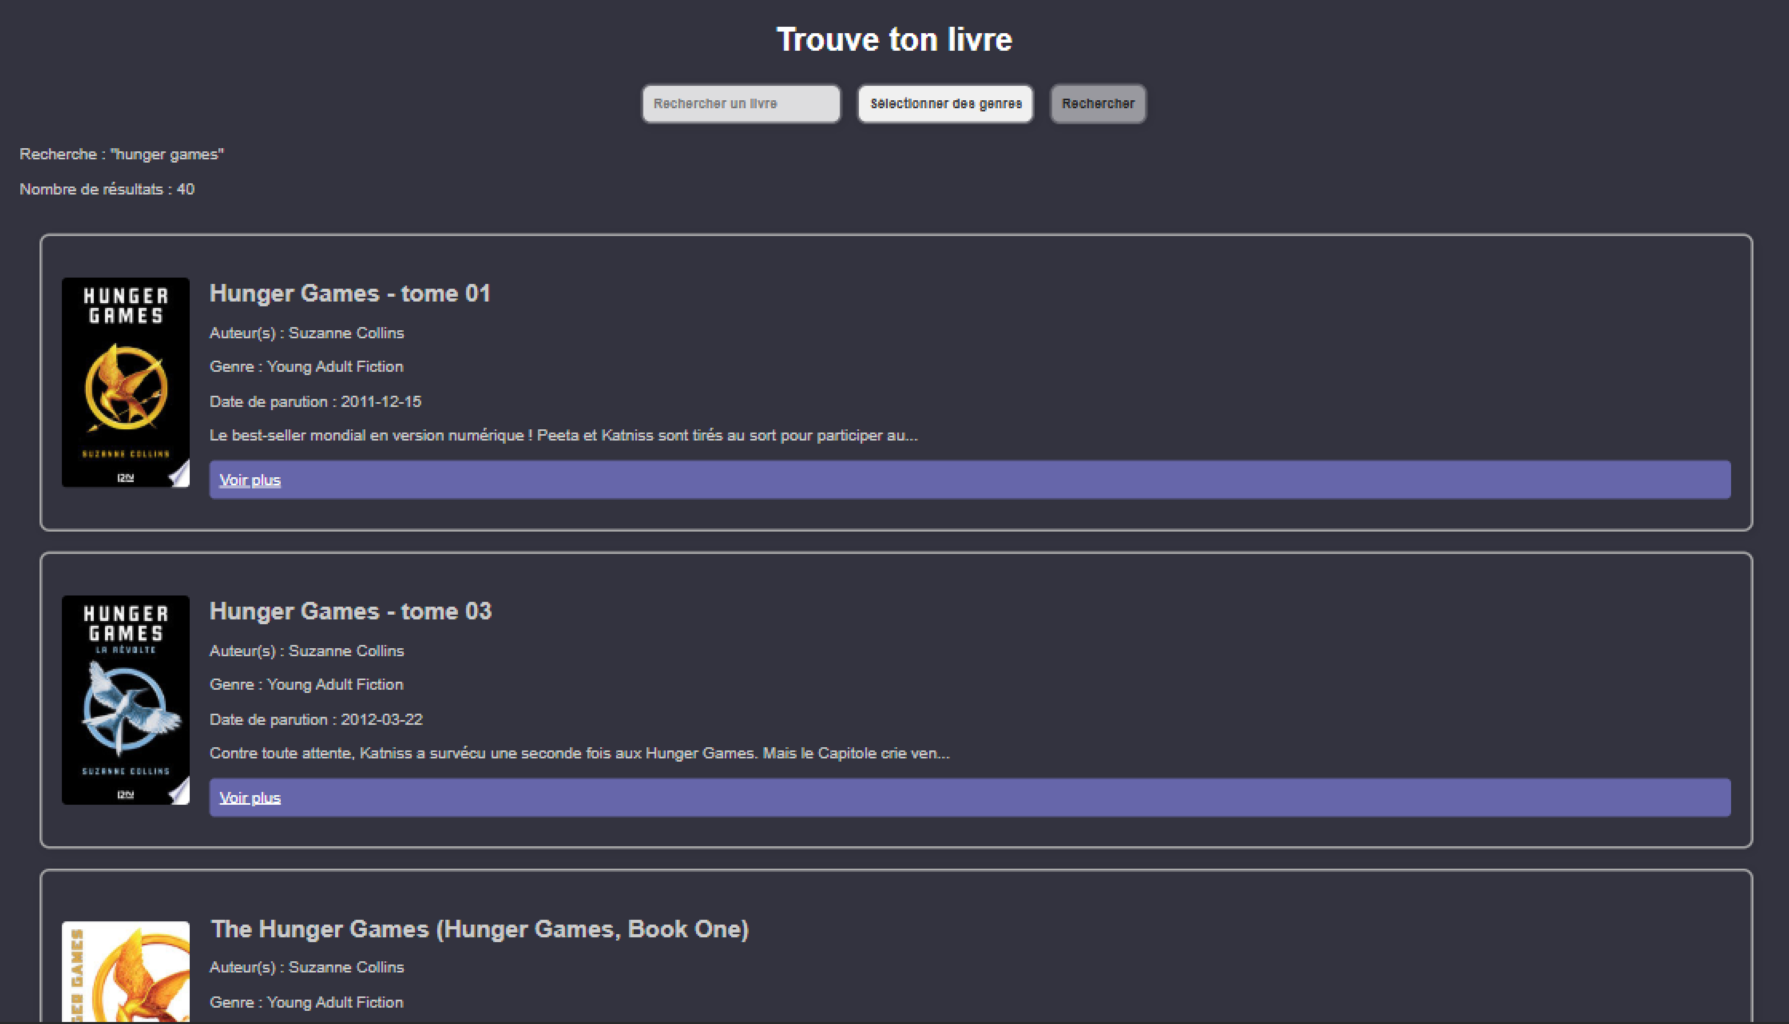 Trouve ton livre
Rechercher un livre
Sélectionner des genres
Rechercher
Recherche : "hunger games"
Nombre de résultats : 40
HUNGER
GAMES
SUZANNE COLLINS
12-21
Hunger Games - tome 01
Auteur(s) : Suzanne Collins
Genre : Young Adult Fiction
Date de parution : 2011-12-15
Le best-seller mondial en version numérique ! Peeta et Katniss sont tirés au sort pour participer au...
Voir plus
HUNGER
GAMES
LA RÉVOLTE
SUZANNE COLLINS
12-21
Hunger Games - tome 03
Auteur(s) : Suzanne Collins
Genre : Young Adult Fiction
Date de parution : 2012-03-22
Contre toute attente, Katniss a survécu une seconde fois aux Hunger Games. Mais le Capitole crie ven...
Voir plus
GER GAMES
The Hunger Games (Hunger Games, Book One)
Auteur(s) : Suzanne Collins
Genre : Young Adult Fiction